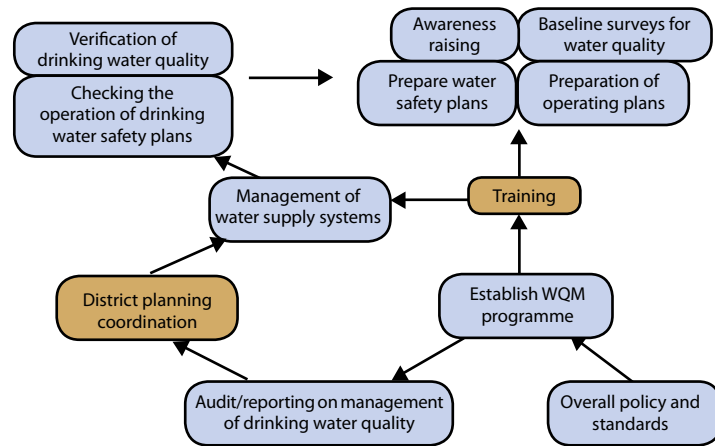 Verification of
drinking water quality
Checking the
operation of drinking
water safety plans
Awareness
raising
Baseline surveys for
water quality
Prepare water
safety plans
Preparation of
operating plans
Management of
water supply systems
Training
District planning
coordination
Establish WQM
programme
Audit/reporting on management
of drinking water quality
Overall policy and
standards